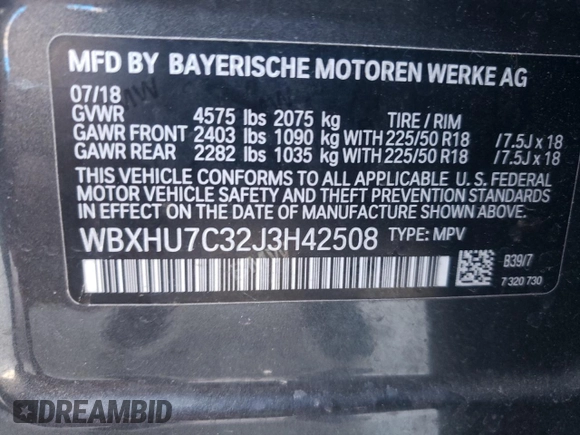 MFD BY BAYERISCHE MOTOREN WERKE AG
07/18
GVWR 4575 lbs 2075 kg TIRE / RIM
GAWR FRONT 2403 lbs 1090 kg WITH 225/50 R18 / 7.5J x 18
GAWR REAR 2282 lbs 1035 kg WITH 225/50 R18 / 7.5J x 18
THIS VEHICLE CONFORMS TO ALL APPLICABLE U. S. FEDERAL
MOTOR VEHICLE SAFETY AND THEFT PREVENTION STANDARDS
IN EFFECT ON THE DATE OF MANUFACTURE SHOWN ABOVE.
WBXHU7C32J3H42508 TYPE: MPV
B39/7
7 320 730
DREAMBID